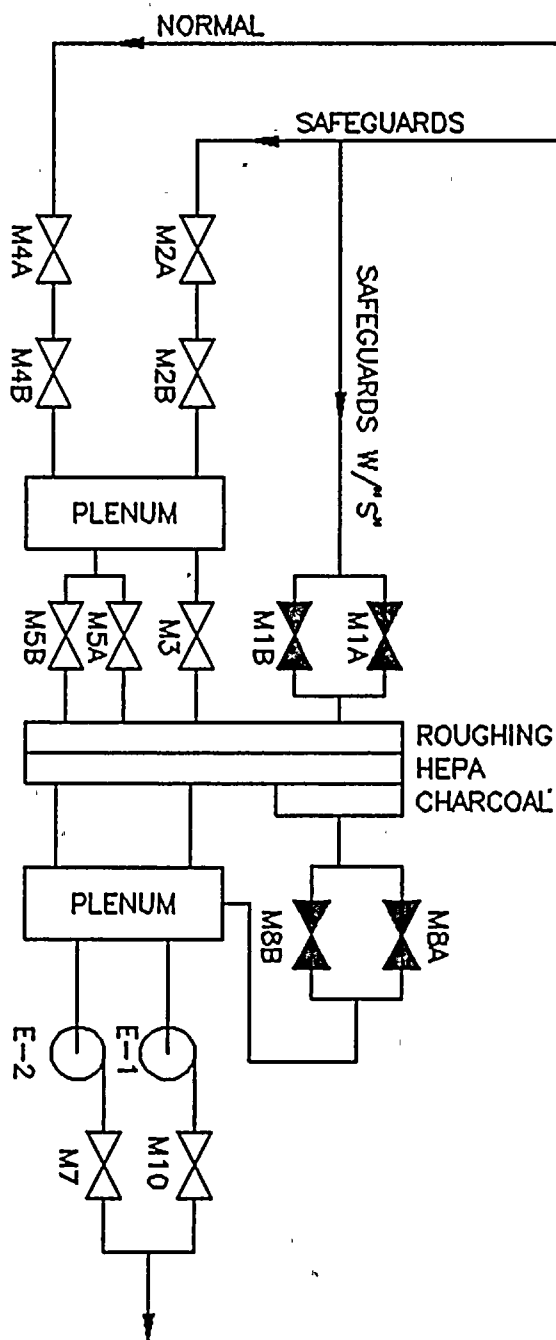 NORMAL
SAFEGUARDS
M4A
M2A
SAFEGUARDS W/"S"
M4B
M2B
PLENUM
M5B
M5A
M3
M1B
M1A
ROUGHING
HEPA
CHARCOAL
PLENUM
M8B
M8A
E-2
E-1
M7
M10